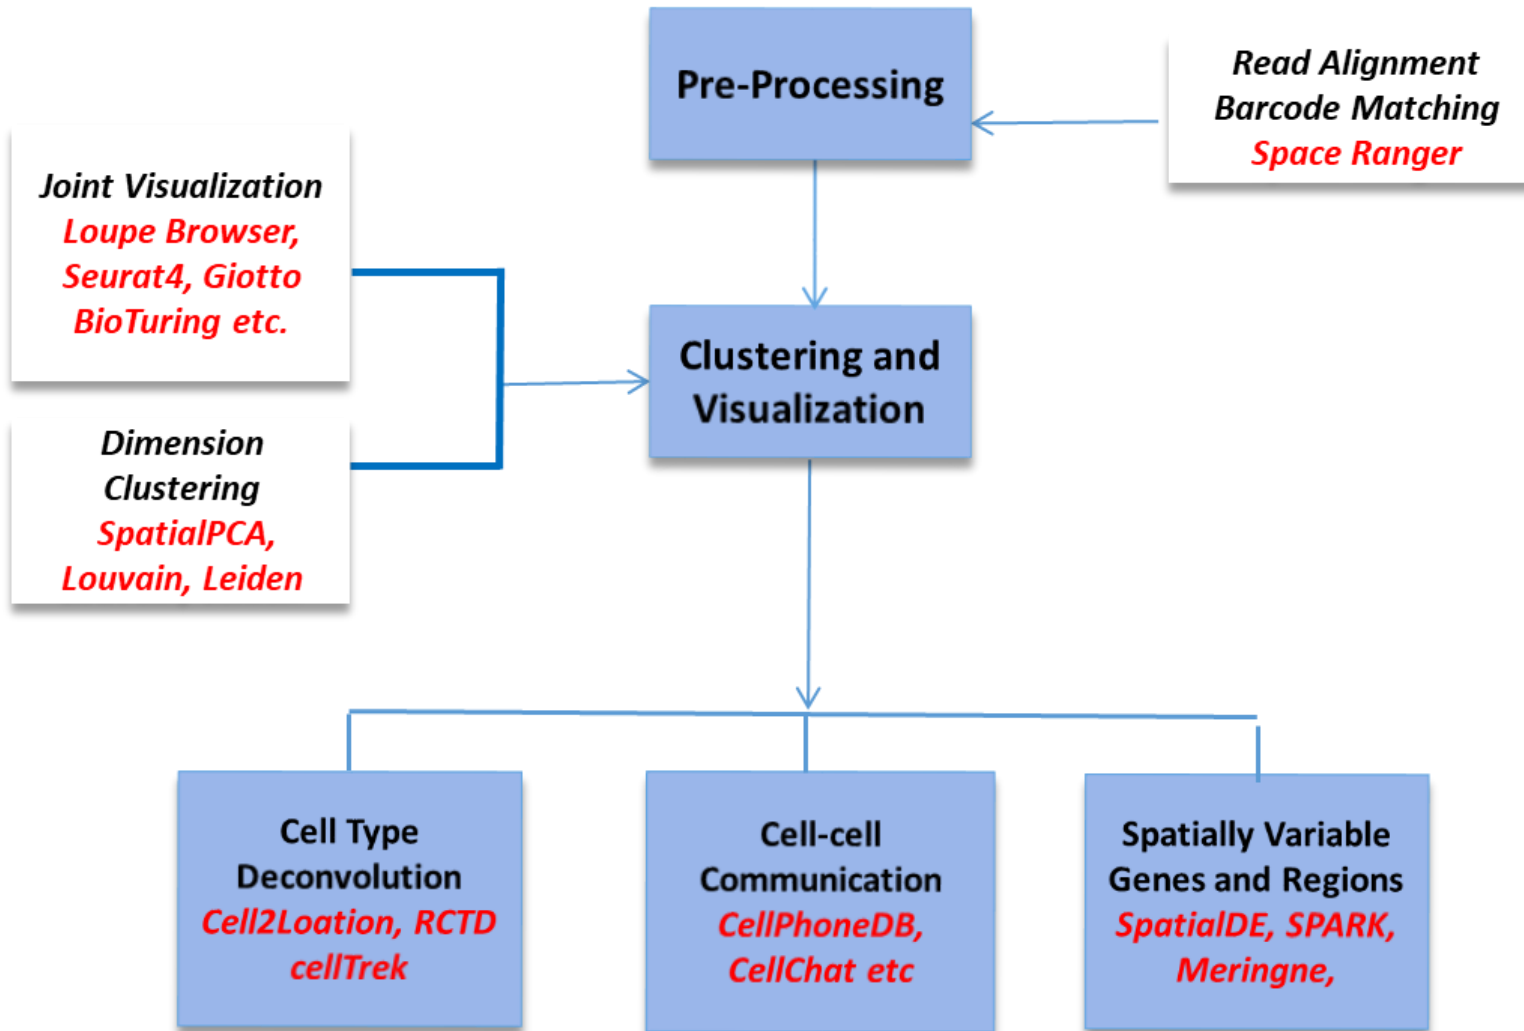 Pre-Processing
Read Alignment
Barcode Matching
Space Ranger
Joint Visualization
Loupe Browser,
Seurat4, Giotto
BioTuring etc.
Clustering and
Visualization
Dimension
Clustering
SpatialPCA,
Louvain, Leiden
Cell Type
Deconvolution
Cell2Loation, RCTD
cellTrek
Cell-cell
Communication
CellPhoneDB,
CellChat etc
Spatially Variable
Genes and Regions
SpatialDE, SPARK,
Meringne,